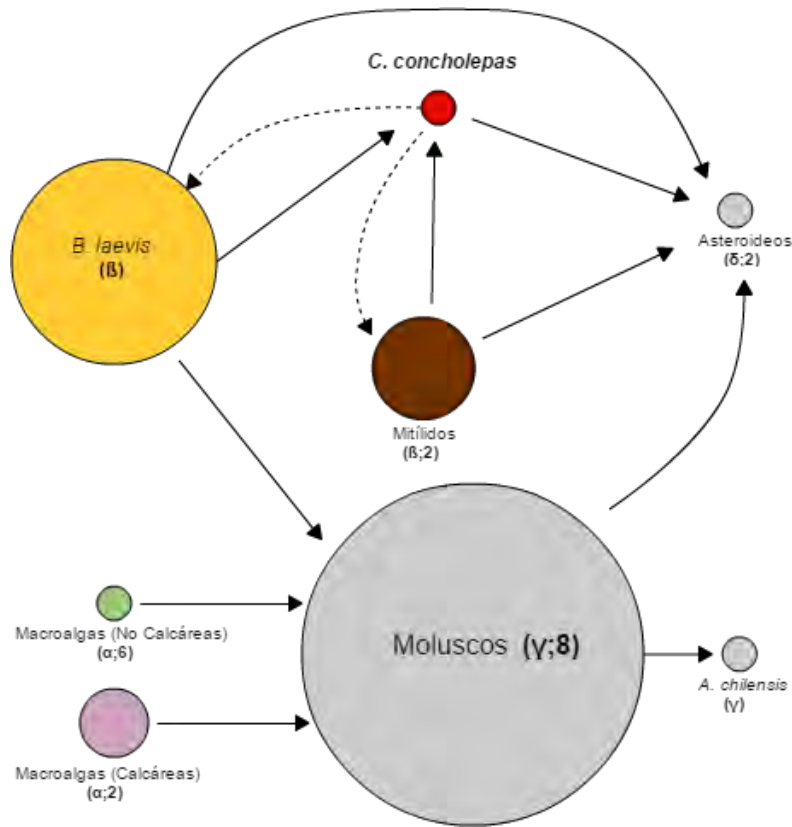 C. concholepas
B. laevis
(ß)
Asteroideos
(δ;2)
Mitílidos
(ß;2)
Macroalgas (No Calcáreas)
(α;6)
Moluscos (γ;8)
A. chilensis
(γ)
Macroalgas (Calcáreas)
(α;2)